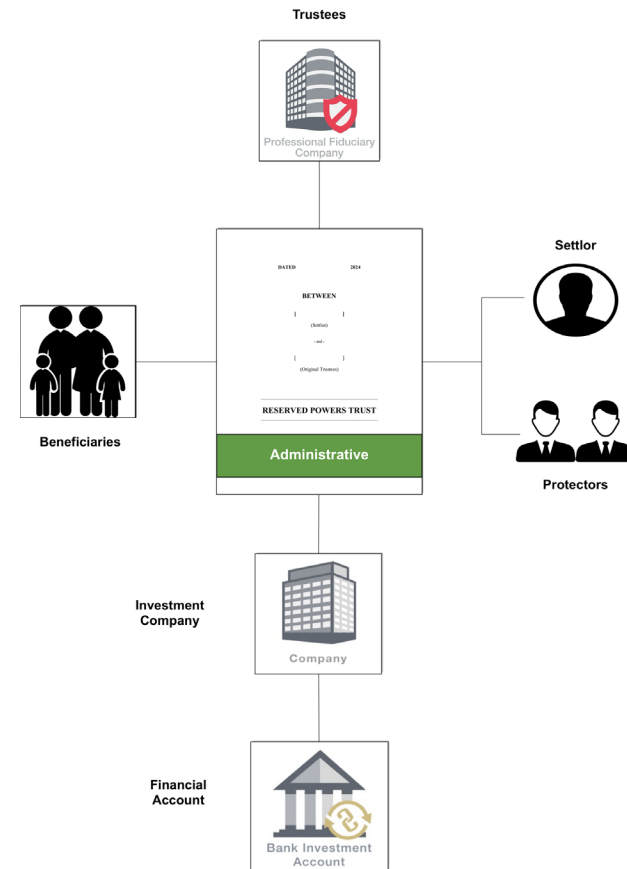 Trustees
Professional Fiduciary
Company
DATED 2024
BETWEEN
[ ]
(Settlor)
- and -
[ ]
(Original Trustees)
RESERVED POWERS TRUST
Administrative
Settlor
Beneficiaries
Protectors
Investment
Company
Company
Financial
Account
Bank Investment
Account